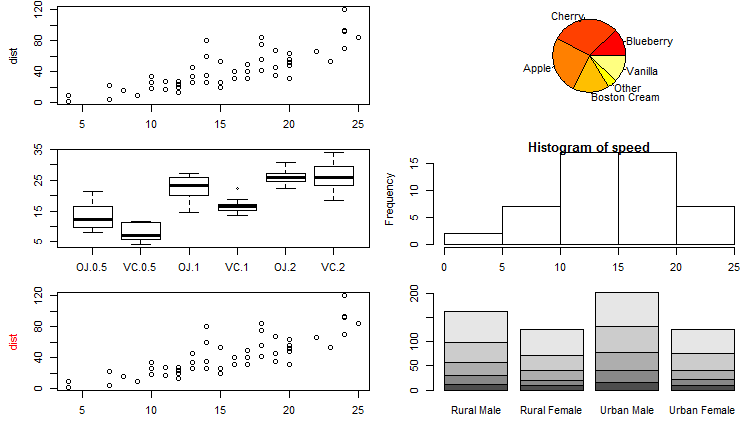 dist
0 40 80 120
5 10 15 20 25
Cherry
Blueberry
Apple
Vanilla
Other
Boston Cream
5 15 25 35
OJ.0.5 VC.0.5 OJ.1 VC.1 OJ.2 VC.2
Histogram of speed
Frequency
0 5 10 15
0 5 10 15 20 25
dist
0 40 80 120
5 10 15 20 25
0 50 100 200
Rural Male Rural Female Urban Male Urban Female